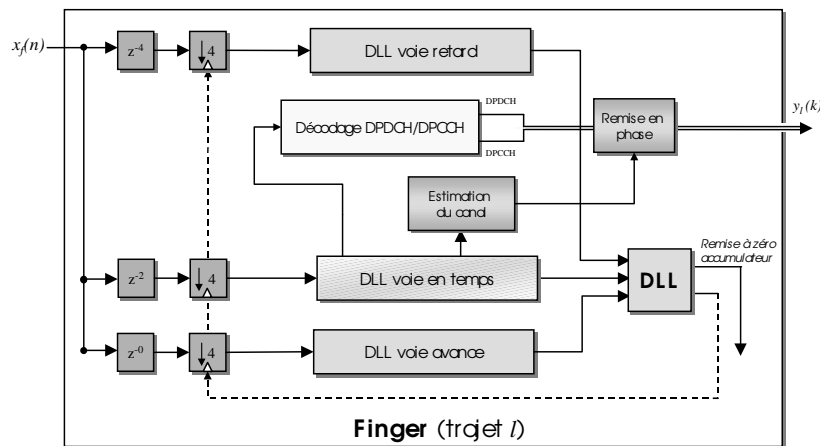 x_f(n)
z⁻⁴
↓4
DLL voie retard
DPDCH
Décodage DPDCH/DPCCH
DPCCH
Remise en
phase
y_l(k)
Estimation
du canal
z⁻²
↓4
DLL voie en temps
DLL
Remise à zéro
accumulateur
z⁻⁰
↓4
DLL voie avance
Finger (trajet l)